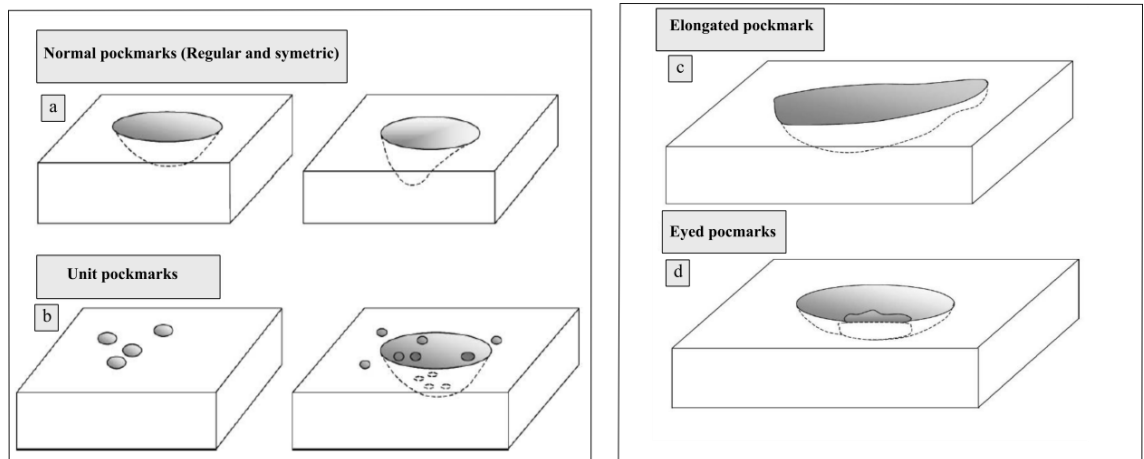 Normal pockmarks (Regular and symetric)
a
Unit pockmarks
b
Elongated pockmark
c
Eyed pocmarks
d